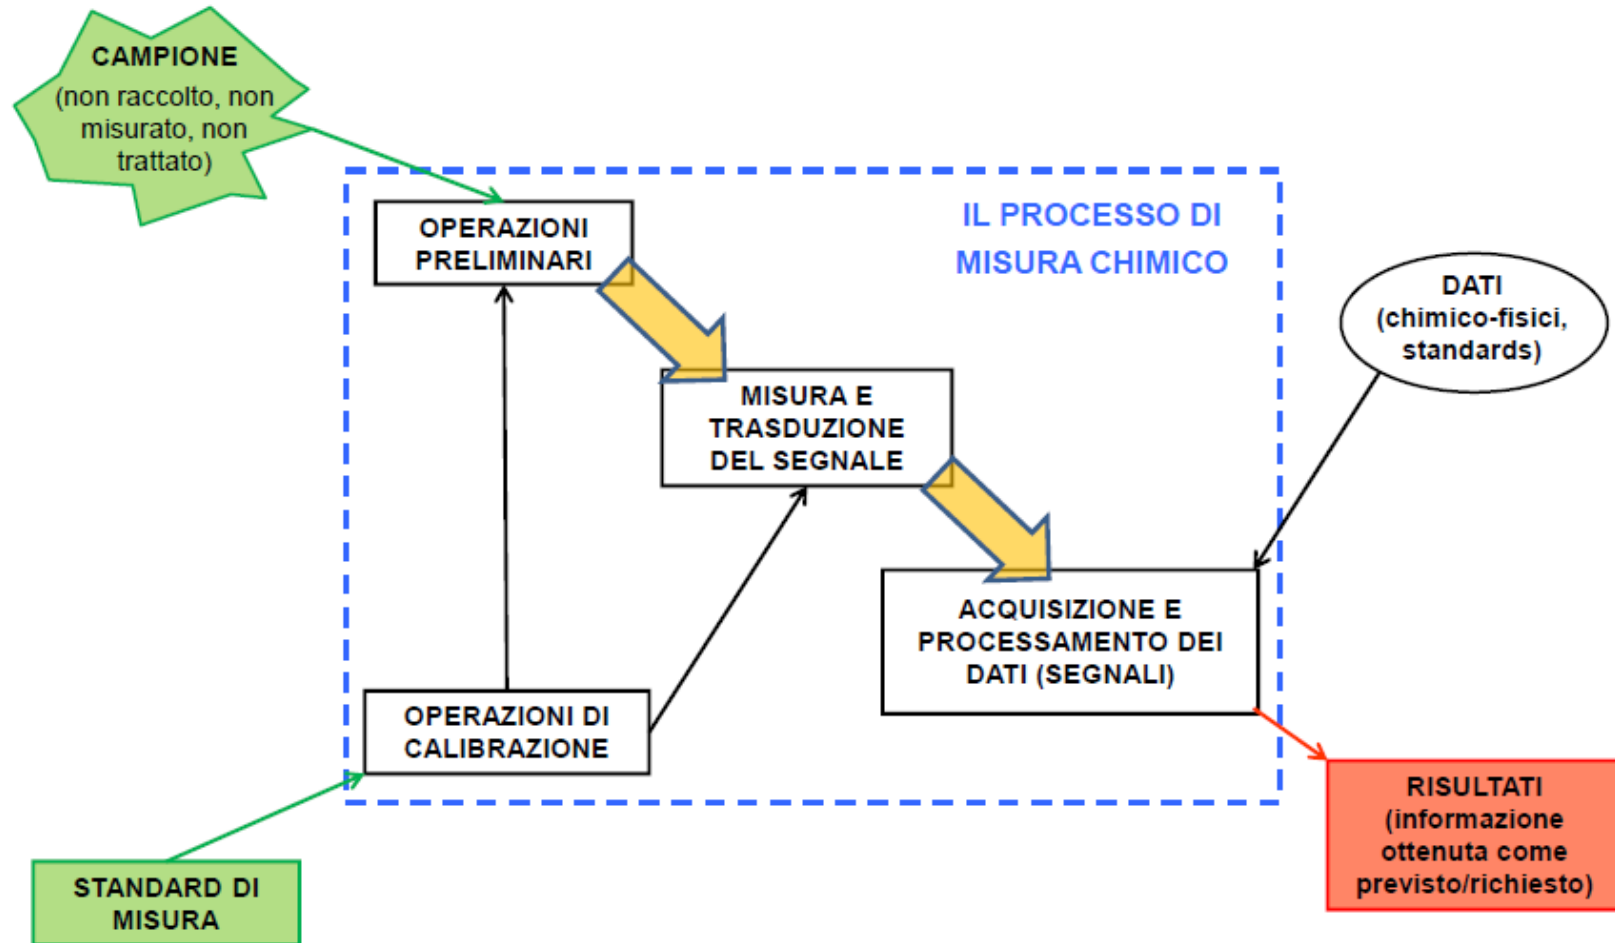 CAMPIONE
(non raccolto, non
misurato, non
trattato)
IL PROCESSO DI
MISURA CHIMICO
OPERAZIONI
PRELIMINARI
DATI
(chimico-fisici,
standards)
MISURA E
TRASDUZIONE
DEL SEGNALE
ACQUISIZIONE E
PROCESSAMENTO DEI
DATI (SEGNALI)
OPERAZIONI DI
CALIBRAZIONE
RISULTATI
(informazione
ottenuta come
previsto/richiesto)
STANDARD DI
MISURA